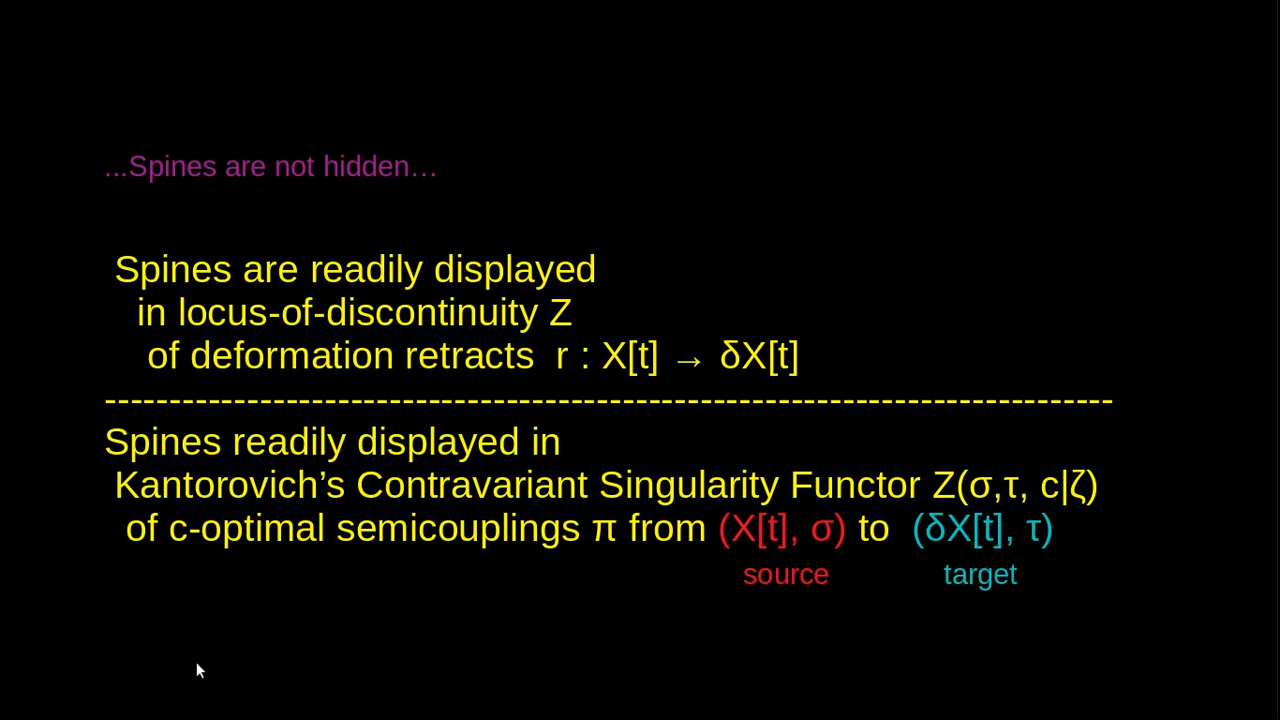 ...Spines are not hidden…
Spines are readily displayed
in locus-of-discontinuity Z
of deformation retracts r : X[t] → δX[t]
------------------------------------------------------------------------------
Spines readily displayed in
Kantorovich’s Contravariant Singularity Functor Z(σ,τ, c|ζ)
of c-optimal semicouplings π from (X[t], σ) to (δX[t], τ)
source target